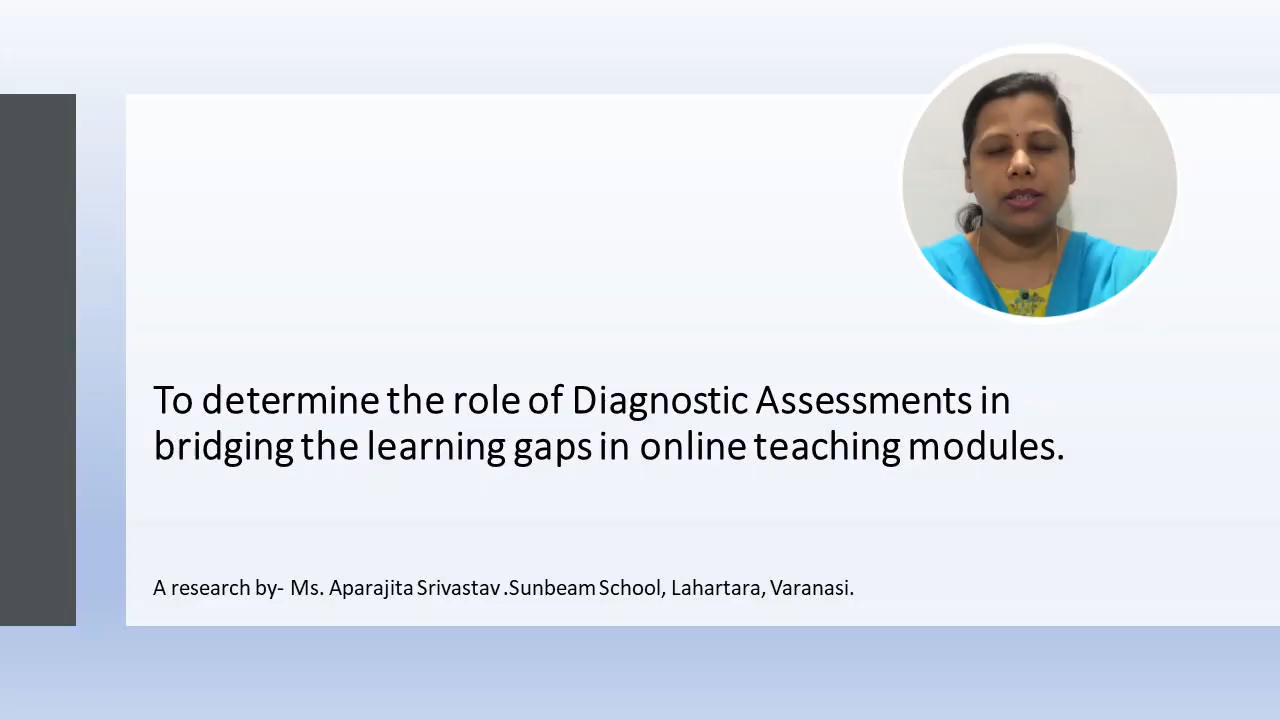 To determine the role of Diagnostic Assessments in
bridging the learning gaps in online teaching modules.
A research by- Ms. Aparajita Srivastav .Sunbeam School, Lahartara, Varanasi.